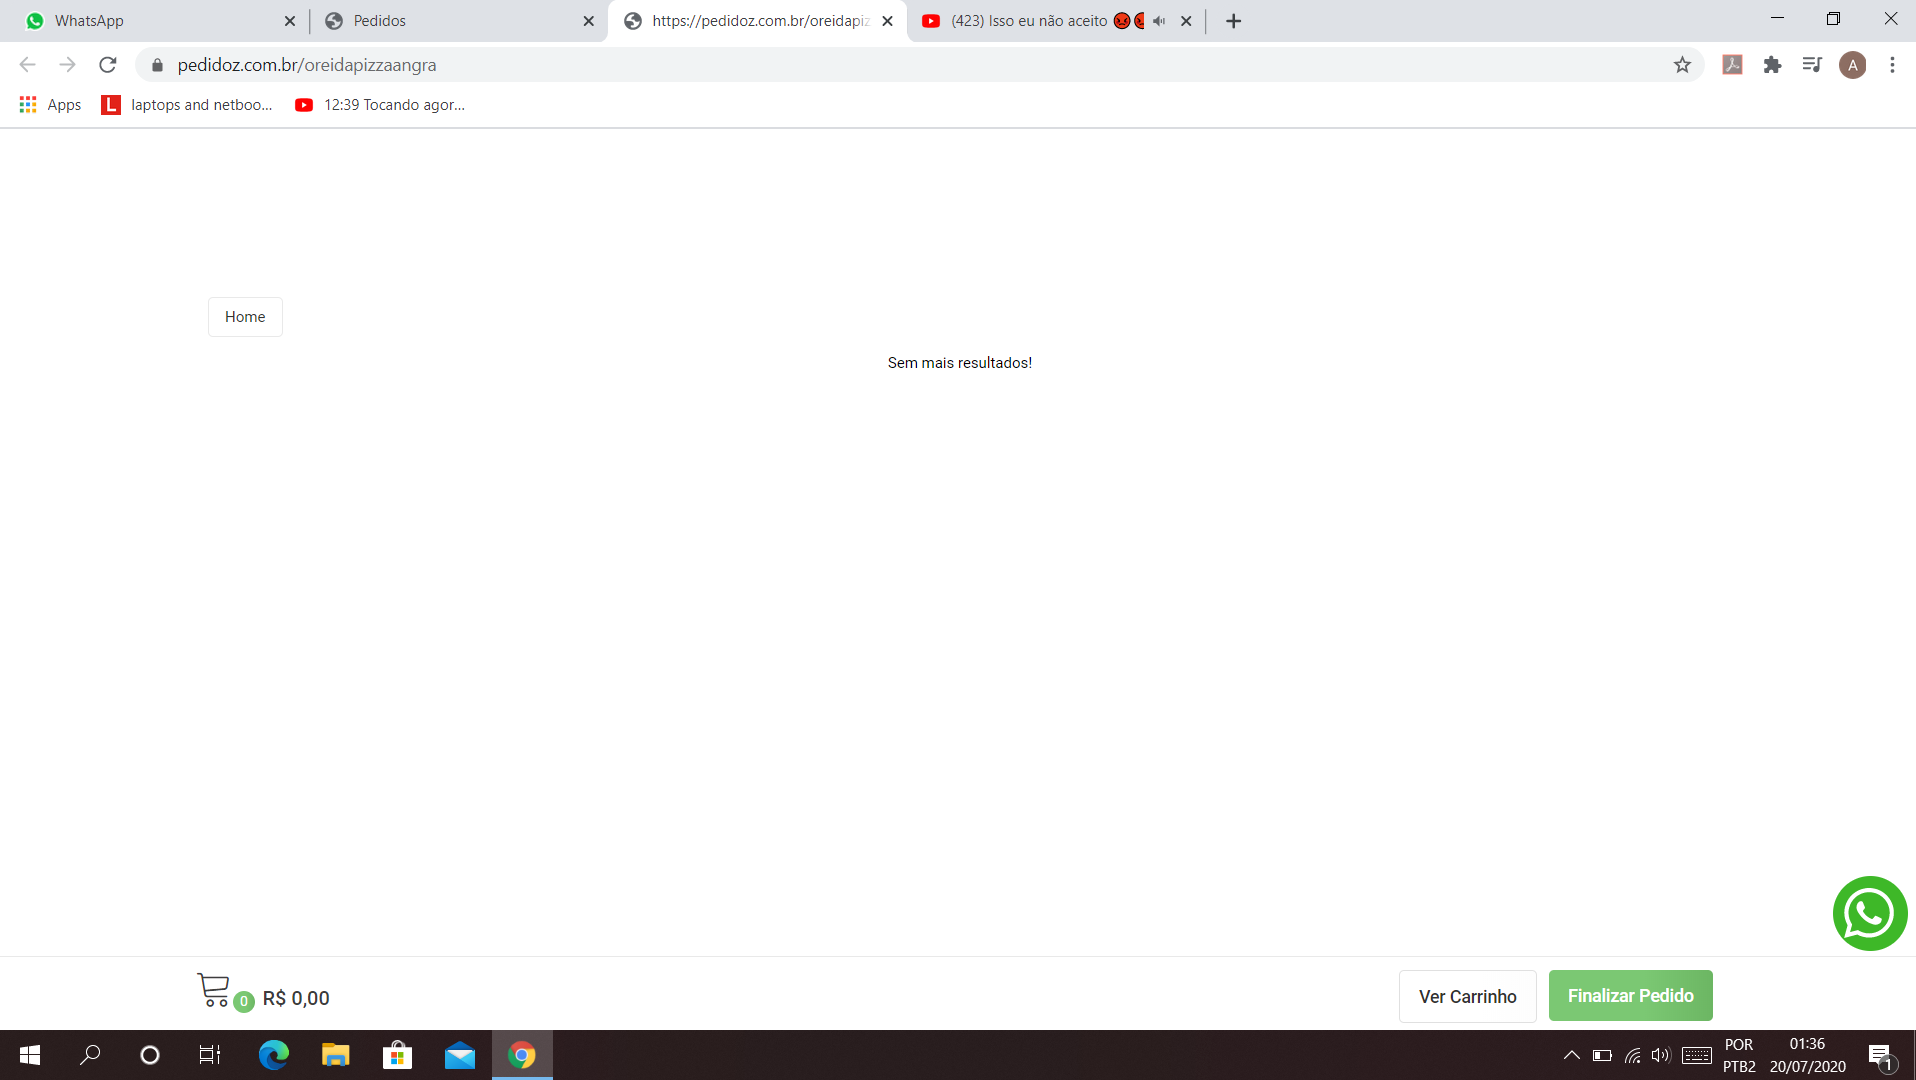 WhatsApp
Pedidos
https://pedidoz.com.br/oreidapiz
(423) Isso eu não aceito 😡
pedidoz.com.br/oreidapizzaangra
A
Apps
L
laptops and netboo...
12:39 Tocando agor...
Home
Sem mais resultados!
0
R$ 0,00
Ver Carrinho
Finalizar Pedido
POR
PTB2
01:36
20/07/2020
1